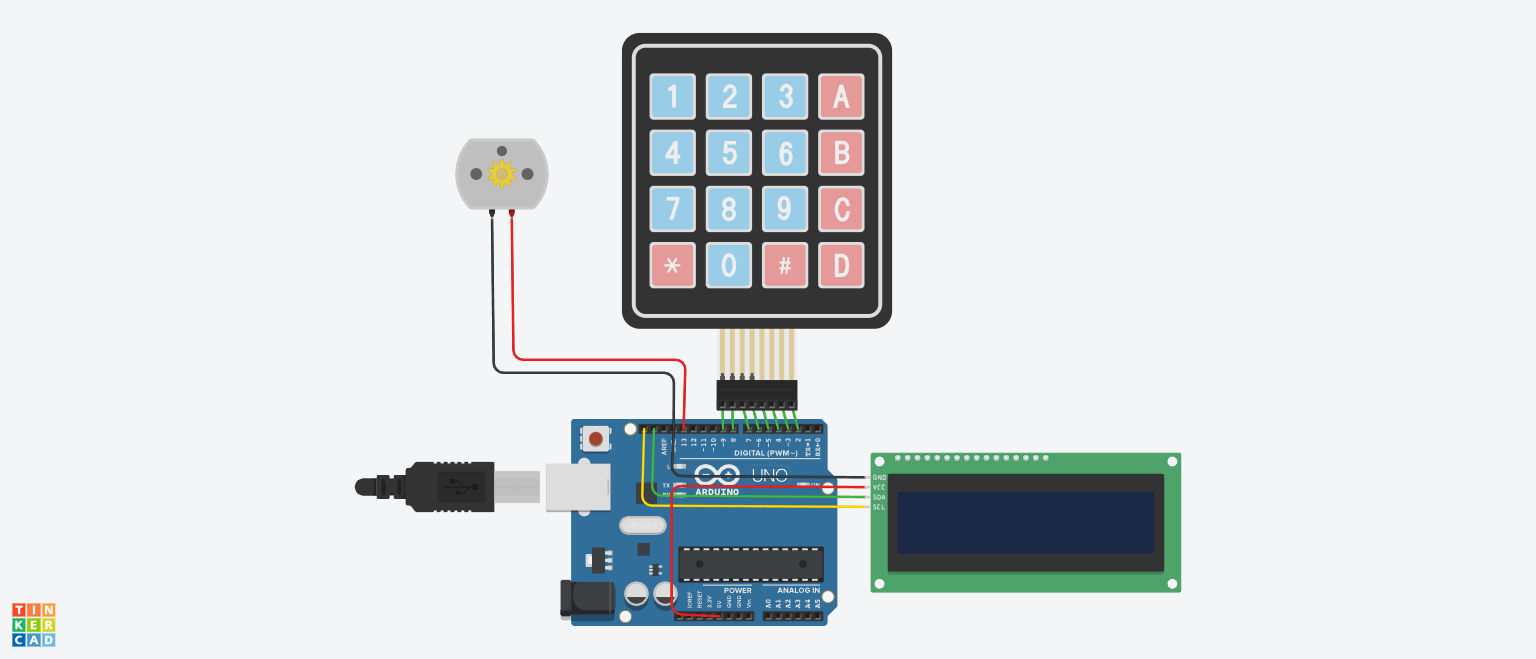 1 2 3 A
4 5 6 B
7 8 9 C
* 0 # D
AREF
13
12
~11
~10
~9
8
7
~6
~5
4
~3
2
TX→1
RX←0
DIGITAL (PWM~)
L
TX
ON
UNO
ARDUINO
GND
VCC
SDA
SCL
POWER
ANALOG IN
IOREF
RESET
3.3V
5V
GND
GND
Vin
A0
A1
A2
A3
A4
A5
TIN
KER
CAD